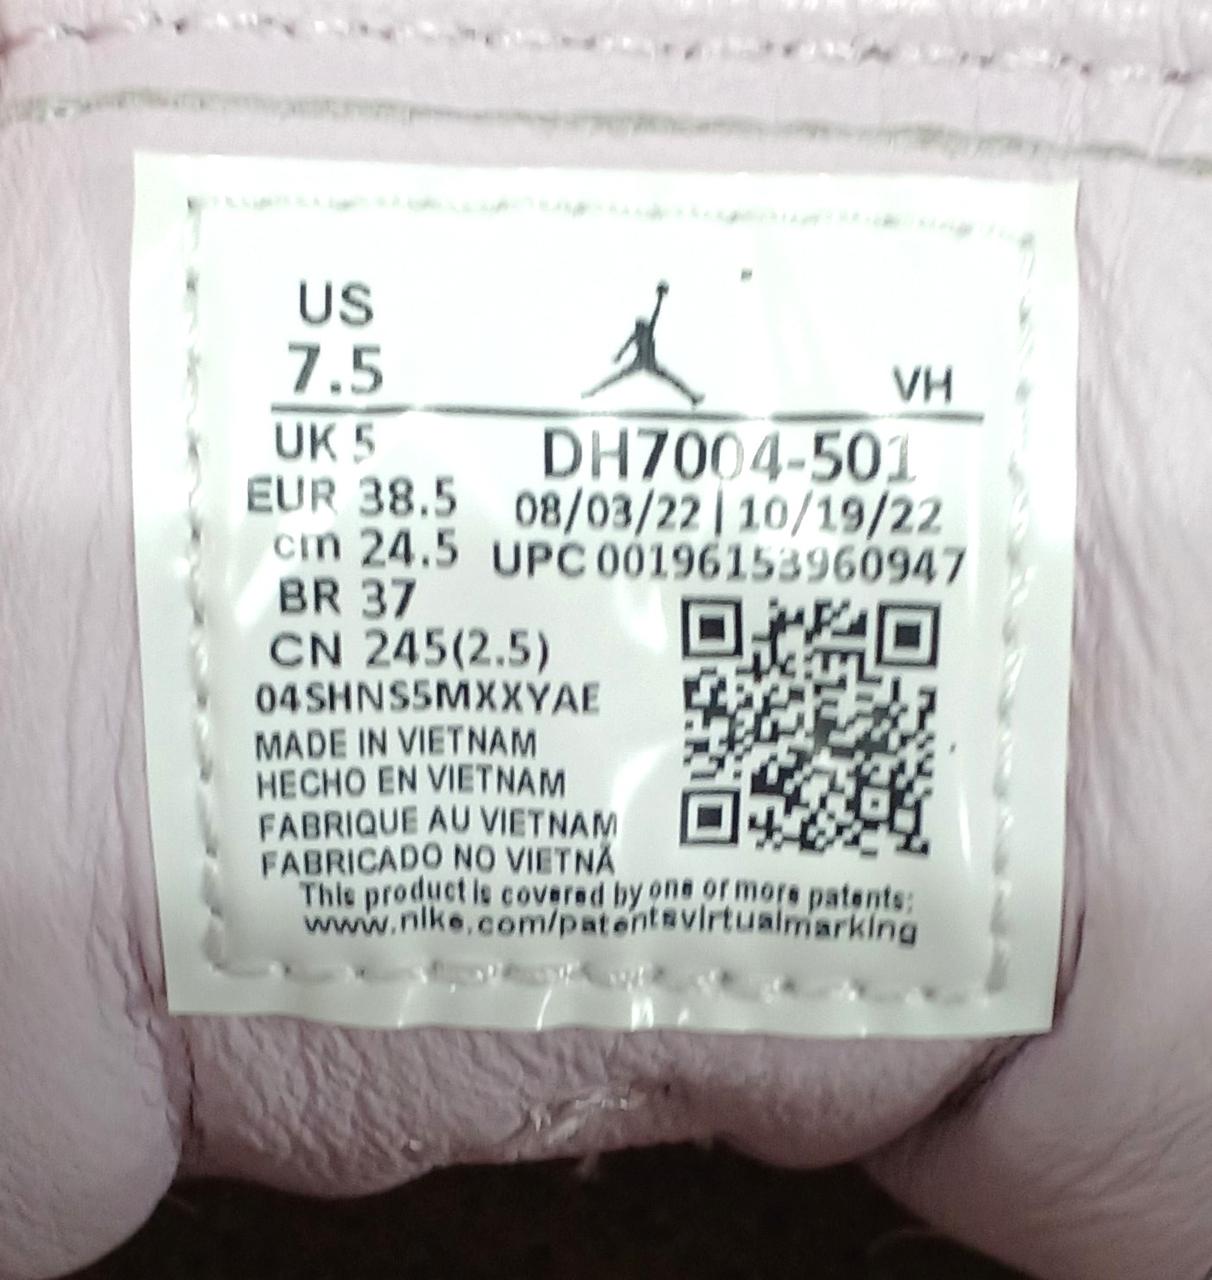 US
7.5
VH
UK 5
DH7004-501
EUR 38.5
08/03/22 | 10/19/22
cm 24.5
UPC 00196153960947
BR 37
CN 245(2.5)
04SHNS5MXXYAE
MADE IN VIETNAM
HECHO EN VIETNAM
FABRIQUE AU VIETNAM
FABRICADO NO VIETNÃ
This product is covered by one or more patents:
www.nike.com/patentsvirtualmarking